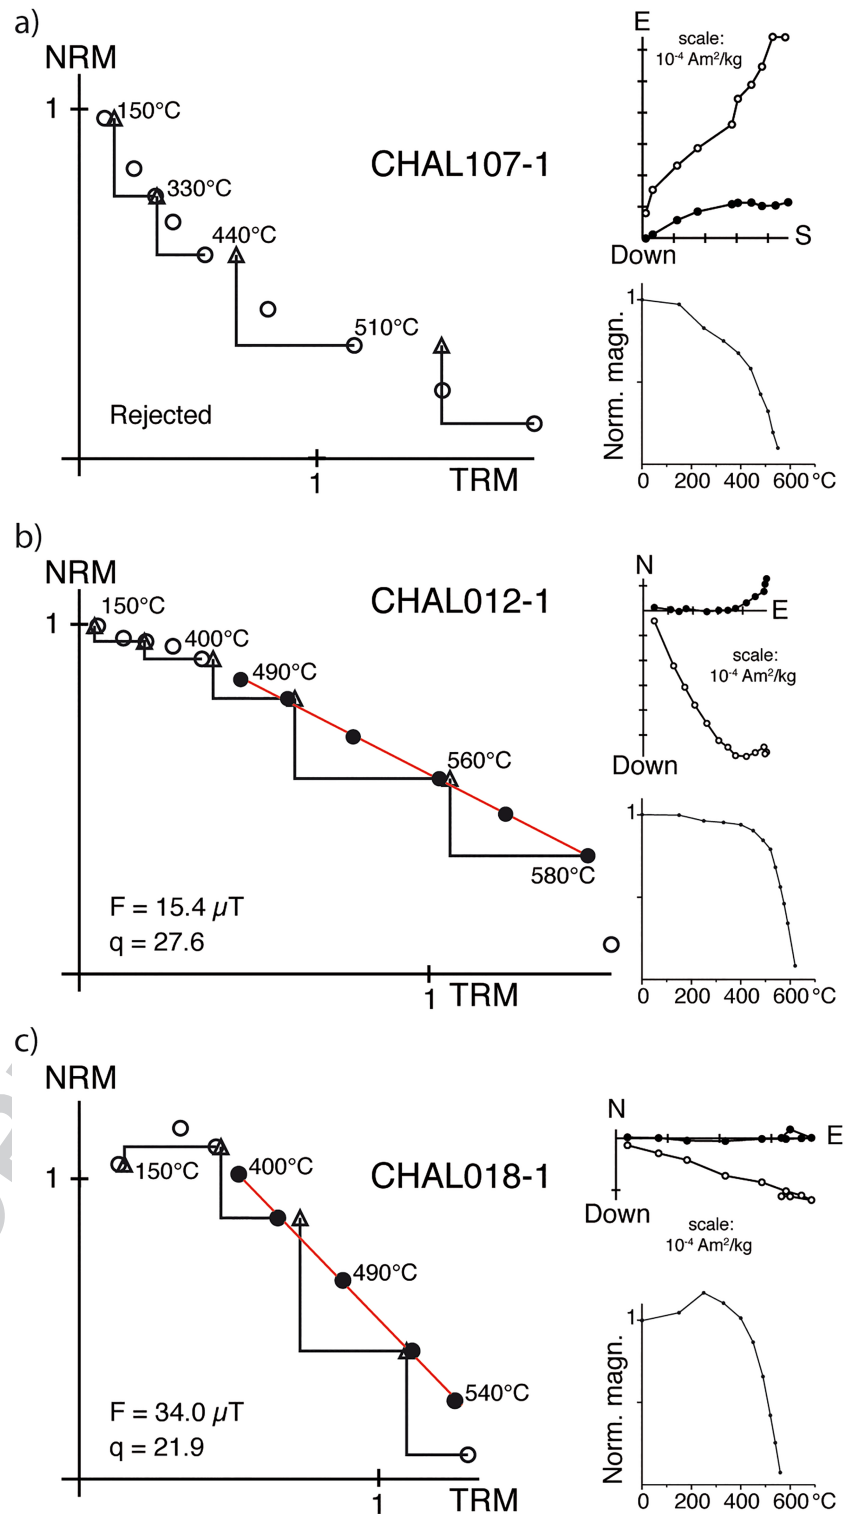 a)
NRM
1
150°C
330°C
440°C
510°C
CHAL107-1
Rejected
1
TRM
E
scale:
10⁻⁴ Am²/kg
S
Down
1
Norm. magn.
0 200 400 600 °C
b)
NRM
1
150°C
400°C
490°C
560°C
580°C
CHAL012-1
F = 15.4 µT
q = 27.6
1
TRM
N
E
scale:
10⁻⁴ Am²/kg
Down
1
0 200 400 600 °C
c)
NRM
1
150°C
400°C
490°C
540°C
CHAL018-1
F = 34.0 µT
q = 21.9
1
TRM
N
E
Down
scale:
10⁻⁴ Am²/kg
1
Norm. magn.
0 200 400 600 °C